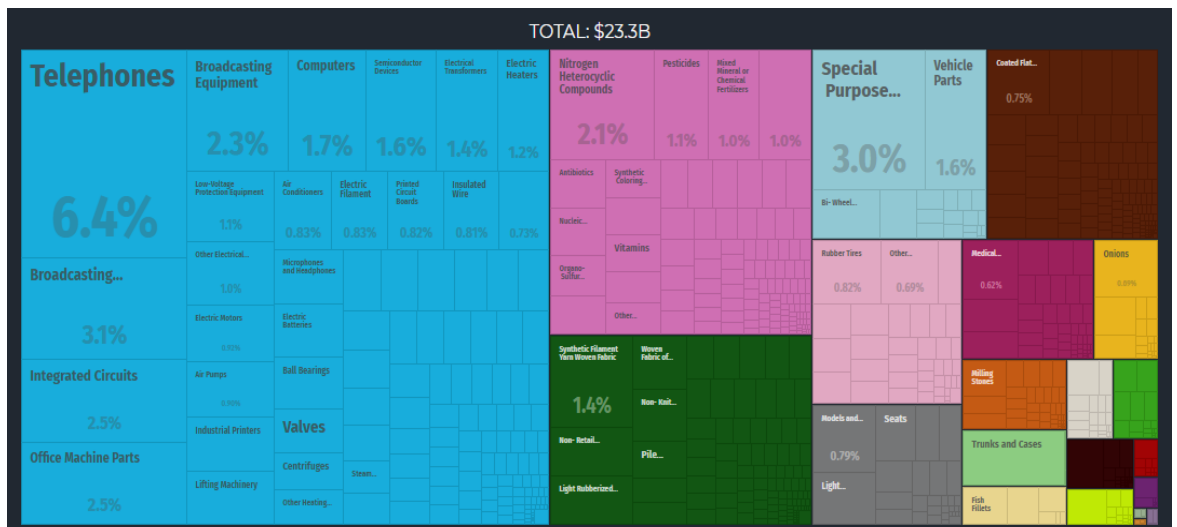 TOTAL: $23.3B
Telephones
6.4%
Broadcasting...
3.1%
Integrated Circuits
2.5%
Office Machine Parts
2.5%
Broadcasting
Equipment
2.3%
Computers
1.7%
Semiconductor
Devices
1.6%
Electrical
Transformers
1.4%
Electric
Heaters
1.2%
Low-Voltage
Protection Equipment
1.1%
Air
Conditioners
0.83%
Electric
Filament
0.83%
Printed
Circuit
Boards
0.82%
Insulated
Wire
0.81%
0.73%
Other Electrical...
1.0%
Electric Motors
Air Pumps
Industrial Printers
Lifting Machinery
Microphones
and Headphones
Electric
Batteries
Ball Bearings
Valves
Centrifuges
Other Heating...
Steam...
Nitrogen
Heterocyclic
Compounds
2.1%
Pesticides
1.1%
Mixed
Mineral or
Chemical
Fertilizers
1.0%
1.0%
Antibiotics
Synthetic
Coloring...
Nucleic...
Vitamins
Organo-
Sulfur...
Other...
Synthetic Filament
Yarn Woven Fabric
1.4%
Woven
Fabric of...
Non- Knit...
Non- Retail...
Pile...
Light Rubberized...
Special
Purpose...
3.0%
Vehicle
Parts
1.6%
Bi- Wheel...
Coated Flat...
0.75%
Rubber Tires
0.82%
Other...
0.69%
Medical...
0.62%
Onions
Models and...
0.79%
Seats
Light...
Milling
Stones
Trunks and Cases
Fish
Fillets